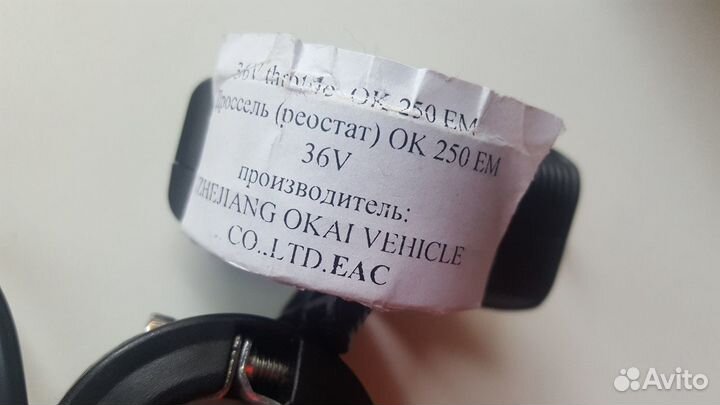 36V throttle OK 250 EM
Дроссель (реостат) OK 250 EM
36V
производитель:
ZHEJIANG OKAI VEHICLE
CO.,LTD.EAC
Avito